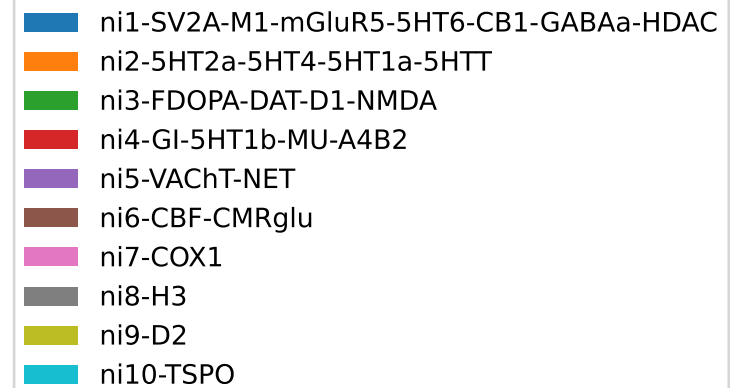 ni1-SV2A-M1-mGluR5-5HT6-CB1-GABAa-HDAC
ni2-5HT2a-5HT4-5HT1a-5HTT
ni3-FDOPA-DAT-D1-NMDA
ni4-GI-5HT1b-MU-A4B2
ni5-VAChT-NET
ni6-CBF-CMRglu
ni7-COX1
ni8-H3
ni9-D2
ni10-TSPO